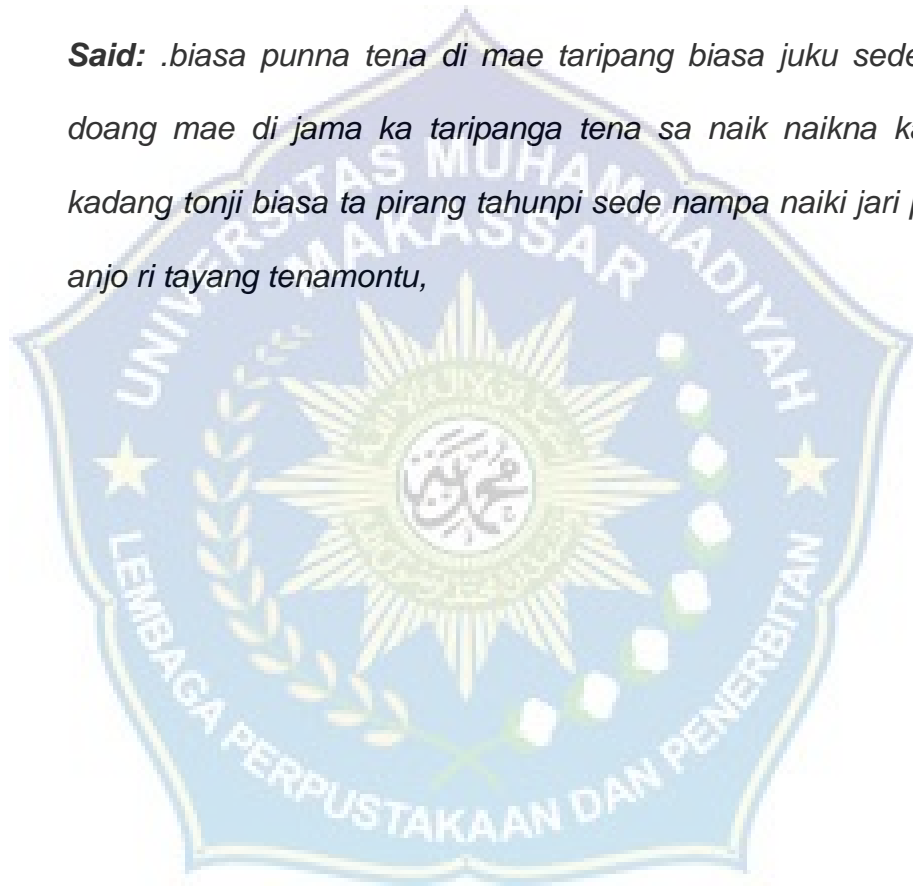 Said: .biasa punna tena di mae taripang biasa juku sede
doang mae di jama ka taripanga tena sa naik naikna ka
kadang tonji biasa ta pirang tahunpi sede nampa naiki jari p
anjo ri tayang tenamontu,
UNIVERSITAS MUHAMMADIYAH
MAKASSAR
LEMBAGA PERPUSTAKAAN DAN PENERBITAN